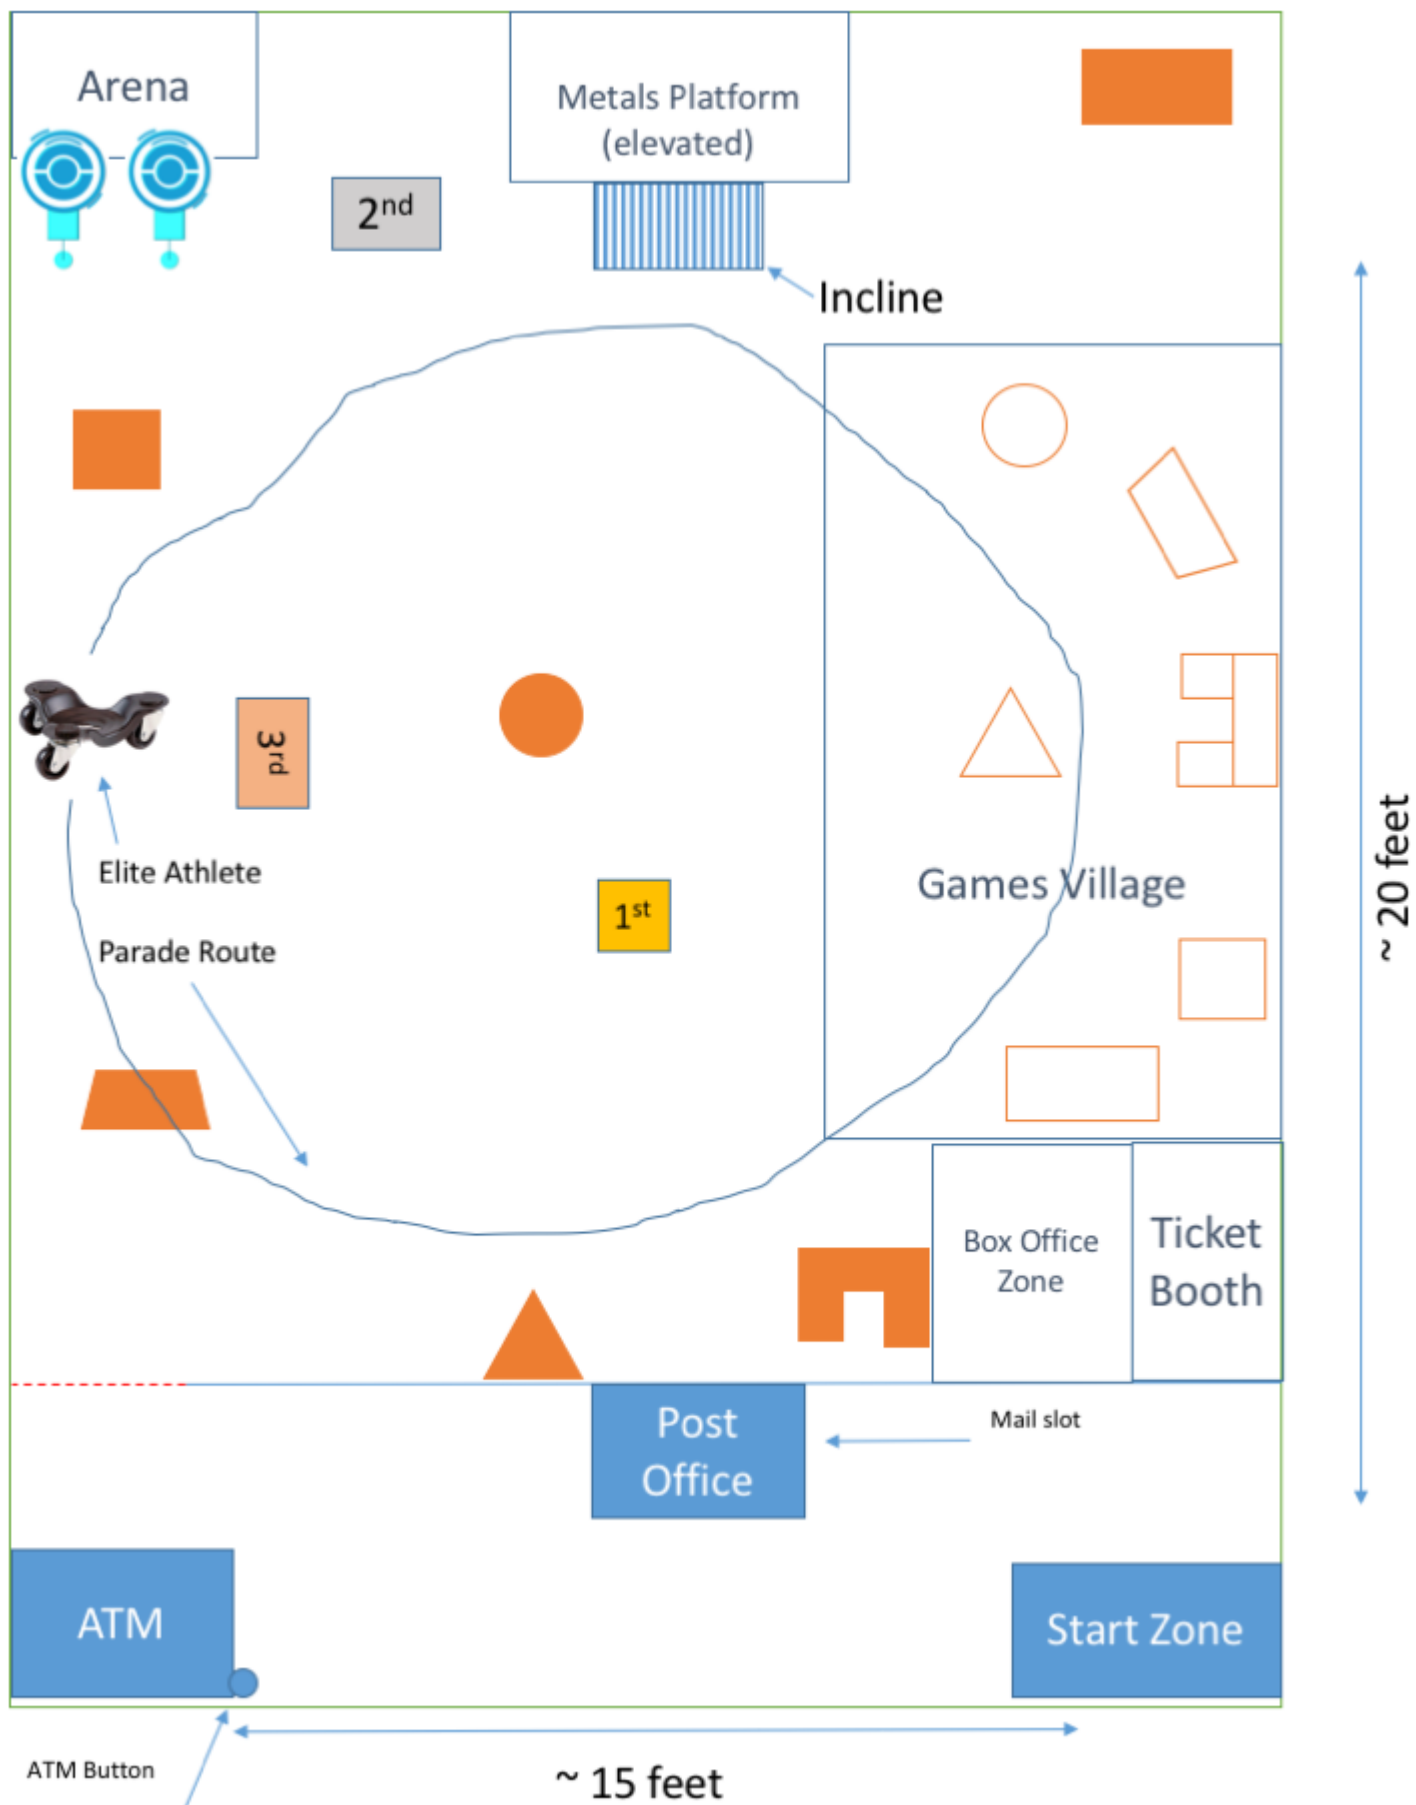 Arena
Metals Platform
(elevated)
2nd
Incline
3rd
Elite Athlete
1st
Games Village
Parade Route
~ 20 feet
Box Office
Zone
Ticket
Booth
Post
Office
Mail slot
ATM
Start Zone
ATM Button
~ 15 feet